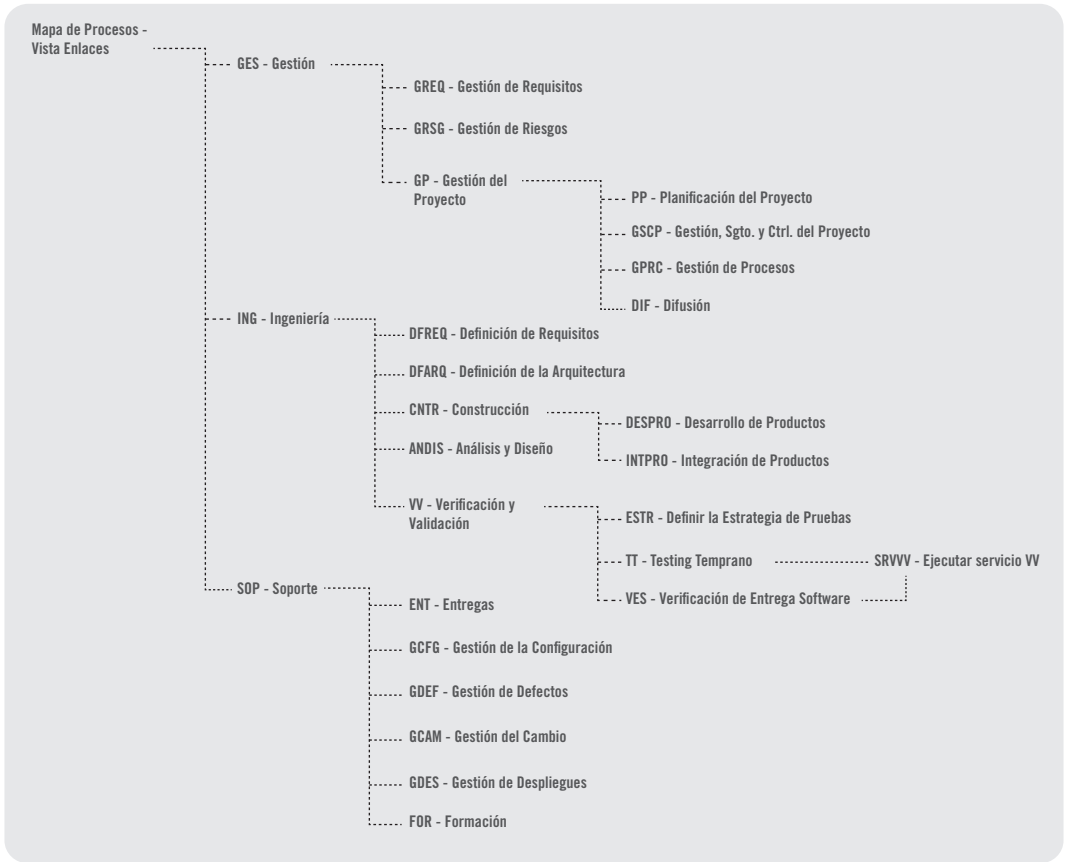 Mapa de Procesos -
Vista Enlaces
GES - Gestión
GREQ - Gestión de Requisitos
GRSG - Gestión de Riesgos
GP - Gestión del
Proyecto
PP - Planificación del Proyecto
GSCP - Gestión, Sgto. y Ctrl. del Proyecto
GPRC - Gestión de Procesos
DIF - Difusión
ING - Ingeniería
DFREQ - Definición de Requisitos
DFARQ - Definición de la Arquitectura
CNTR - Construcción
DESPRO - Desarrollo de Productos
INTPRO - Integración de Productos
ANDIS - Análisis y Diseño
VV - Verificación y
Validación
ESTR - Definir la Estrategia de Pruebas
TT - Testing Temprano
SRVVV - Ejecutar servicio VV
VES - Verificación de Entrega Software
SOP - Soporte
ENT - Entregas
GCFG - Gestión de la Configuración
GDEF - Gestión de Defectos
GCAM - Gestión del Cambio
GDES - Gestión de Despliegues
FOR - Formación